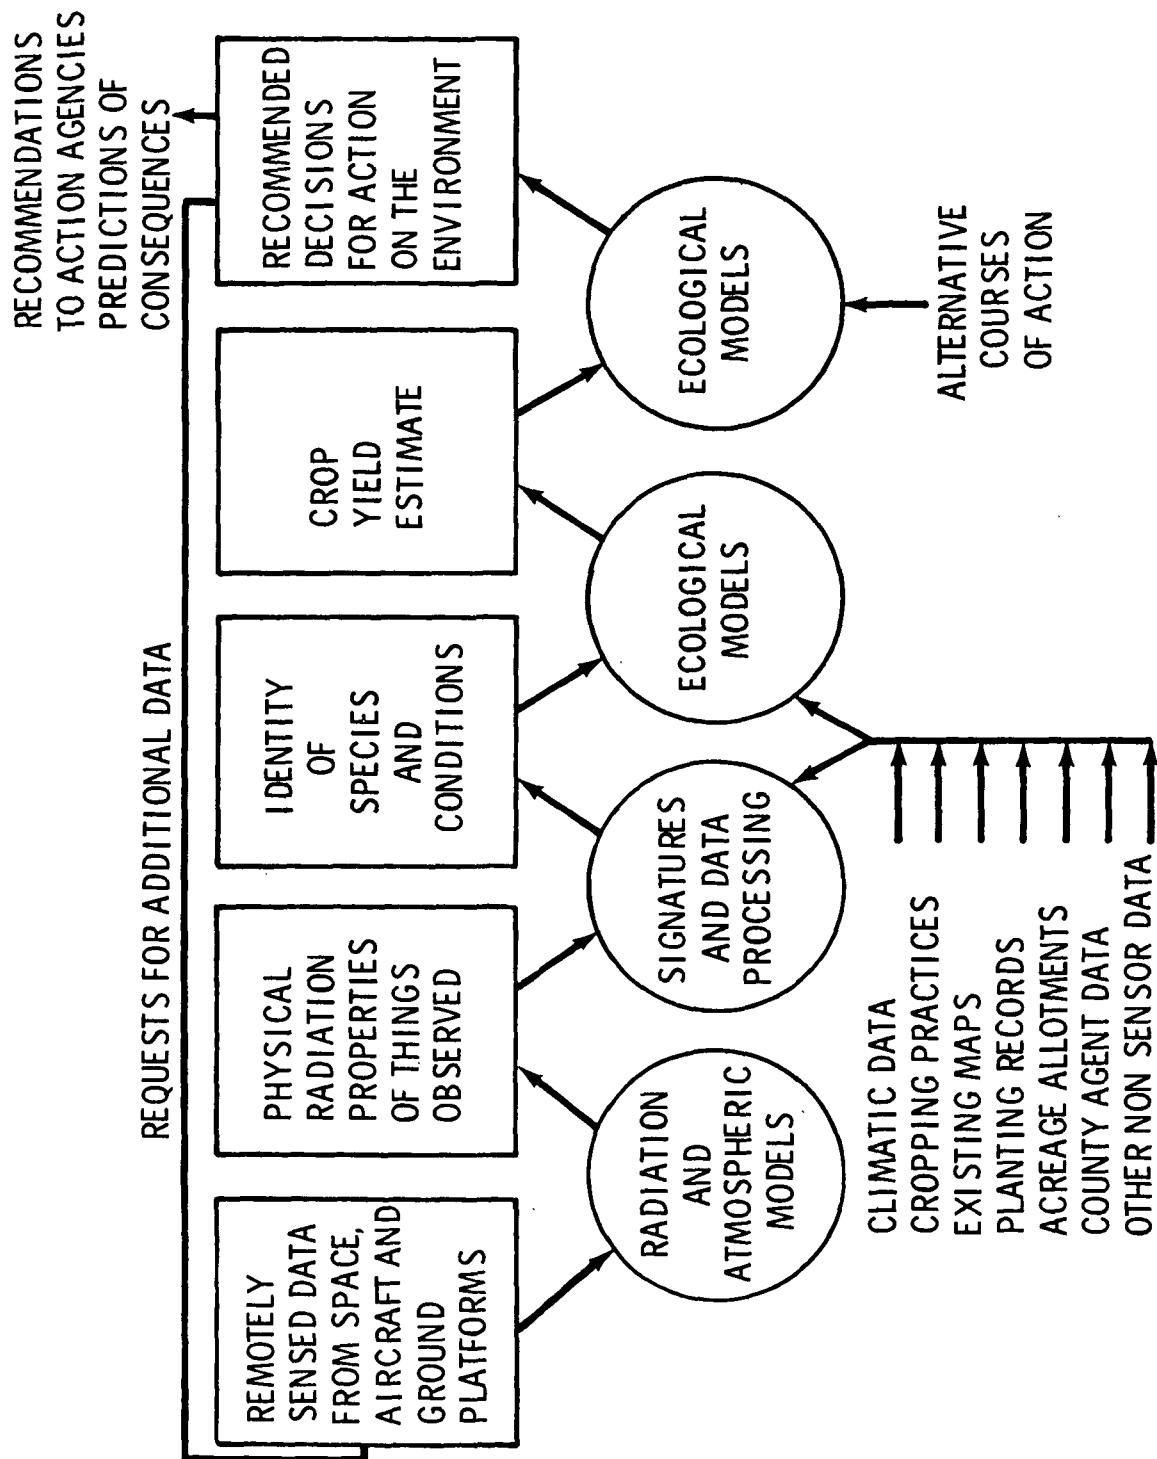 RECOMMENDATIONS
TO ACTION AGENCIES
PREDICTIONS OF
CONSEQUENCES
REQUESTS FOR ADDITIONAL DATA
REMOTELY
SENSED DATA
FROM SPACE,
AIRCRAFT AND
GROUND
PLATFORMS
PHYSICAL
RADIATION
PROPERTIES
OF THINGS
OBSERVED
IDENTITY
OF
SPECIES
AND
CONDITIONS
CROP
YIELD
ESTIMATE
RECOMMENDED
DECISIONS
FOR ACTION
ON THE
ENVIRONMENT
RADIATION
AND
ATMOSPHERIC
MODELS
SIGNATURES
AND DATA
PROCESSING
ECOLOGICAL
MODELS
ECOLOGICAL
MODELS
CLIMATIC DATA
CROPPING PRACTICES
EXISTING MAPS
PLANTING RECORDS
ACREAGE ALLOTMENTS
COUNTY AGENT DATA
OTHER NON SENSOR DATA
ALTERNATIVE
COURSES
OF ACTION